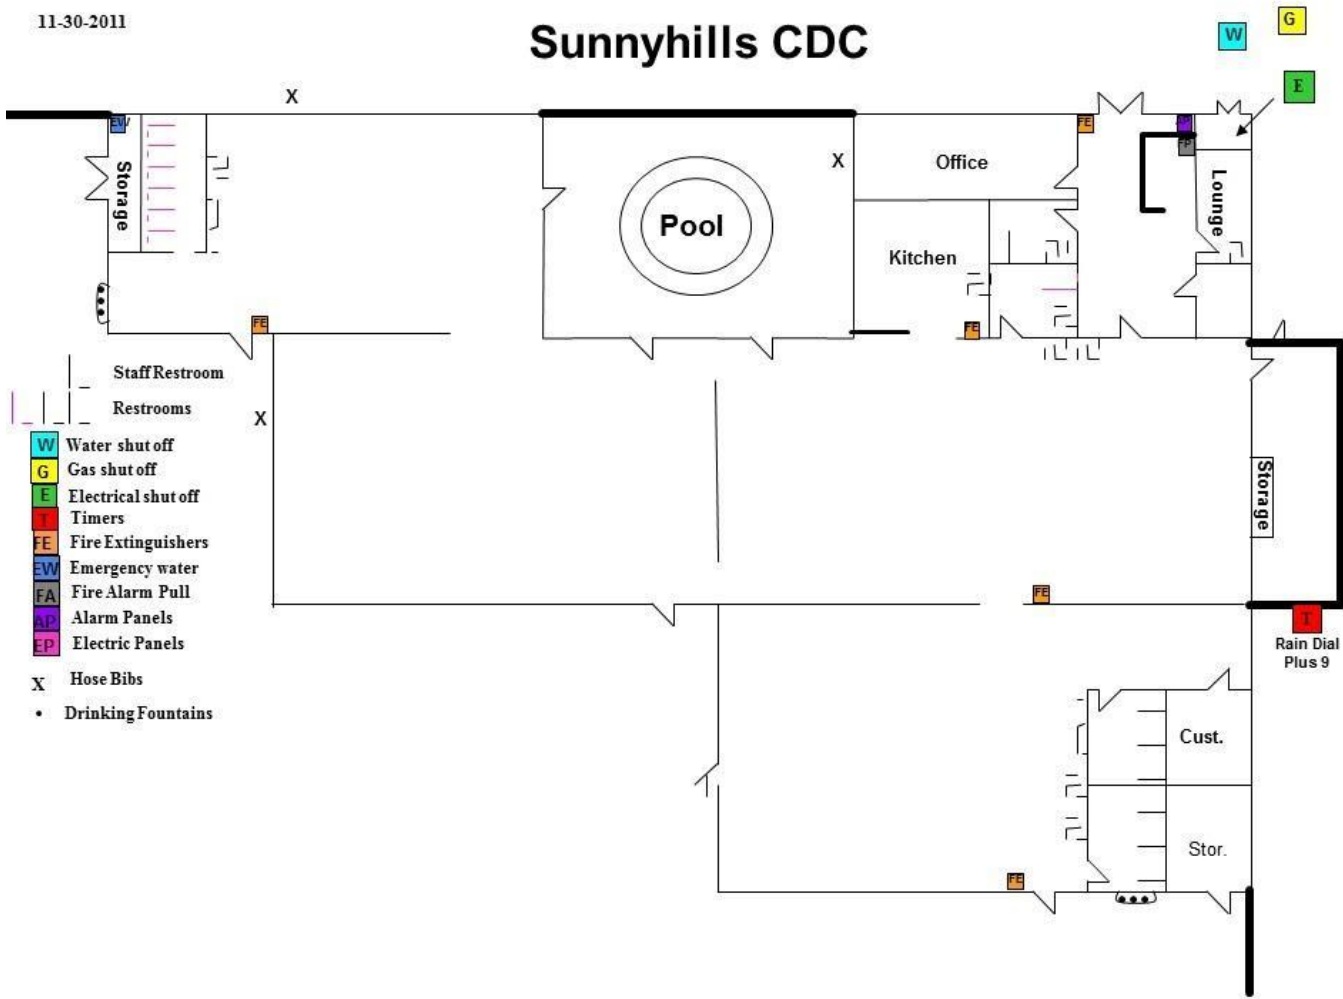 11-30-2011
Sunnyhills CDC
G
W
E
X
EW
FE
AP
FP
Storage
X
Office
Lounge
Pool
Kitchen
FE
FE
Staff Restroom
Restrooms
X
W Water shut off
G Gas shut off
E Electrical shut off
T Timers
FE Fire Extinguishers
EW Emergency water
FA Fire Alarm Pull
AP Alarm Panels
EP Electric Panels
X Hose Bibs
• Drinking Fountains
Storage
FE
T
Rain Dial
Plus 9
Cust.
Stor.
FE